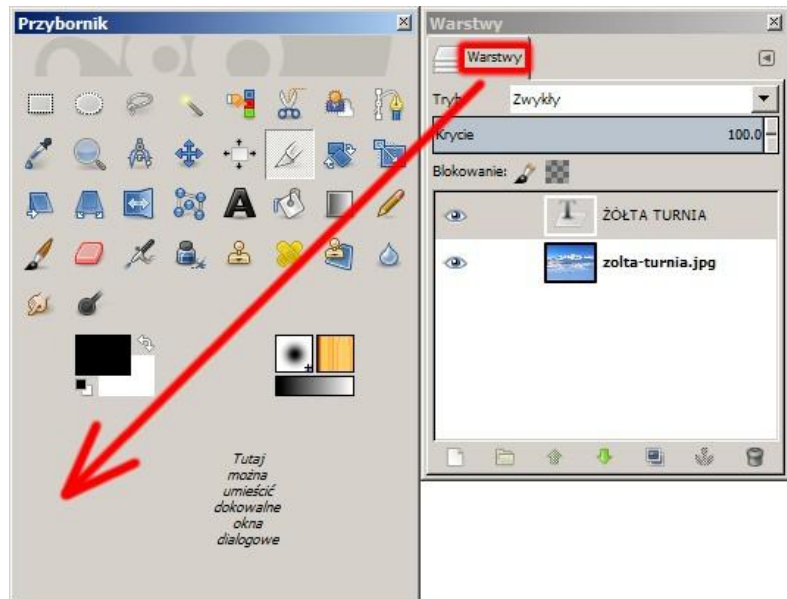 Przybornik
Tutaj
można
umieścić
dokowalne
okna
dialogowe
Warstwy
Warstwy
Tryb: Zwykły
Krycie 100.0
Blokowanie:
ŻÓŁTA TURNIA
zolta-turnia.jpg